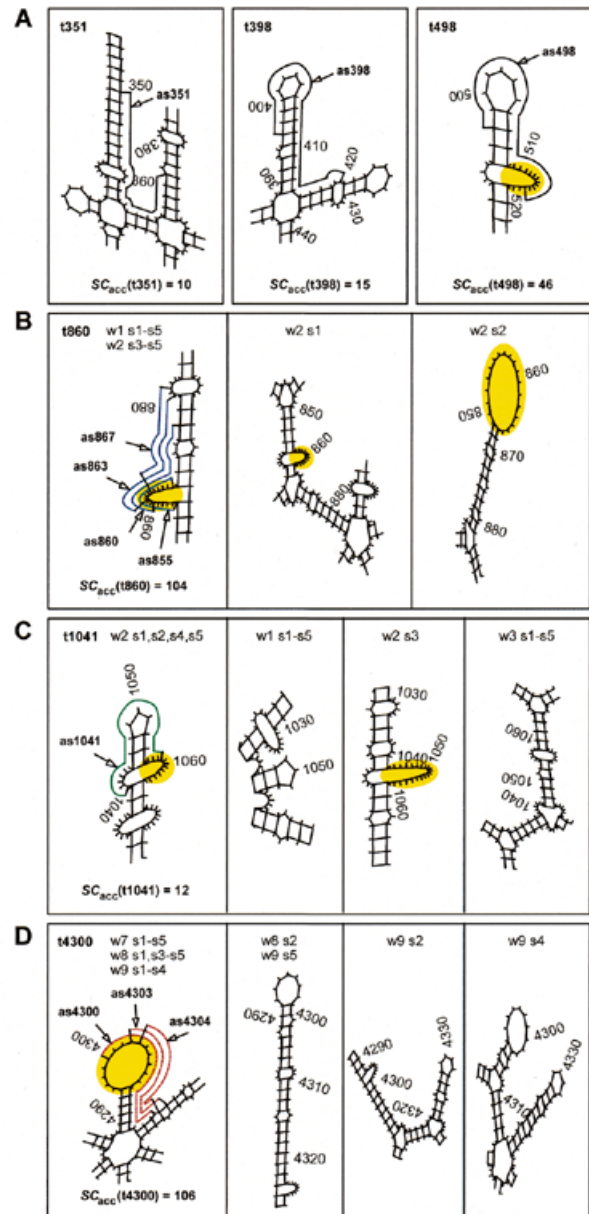 A
t351
350
as351
380
360
SCacc(t351) = 10
t398
as398
400
410
420
390
430
440
SCacc(t398) = 15
t498
as498
500
510
520
SCacc(t498) = 46
B
t860 w1 s1-s5
w2 s3-s5
880
as867
as863
860
as860
as855
SCacc(t860) = 104
w2 s1
850
860
880
w2 s2
860
850
870
880
C
t1041 w2 s1,s2,s4,s5
1050
as1041
1060
1040
SCacc(t1041) = 12
w1 s1-s5
1030
1050
w2 s3
1030
1040
1050
1060
w3 s1-s5
1060
1050
1040
D
t4300 w7 s1-s5
w8 s1,s3-s5
w9 s1-s4
as4303
as4300
as4304
4300
4290
SCacc(t4300) = 106
w8 s2
w9 s5
4290
4300
4310
4320
w9 s2
4290
4330
4300
4320
w9 s4
4300
4330
4310